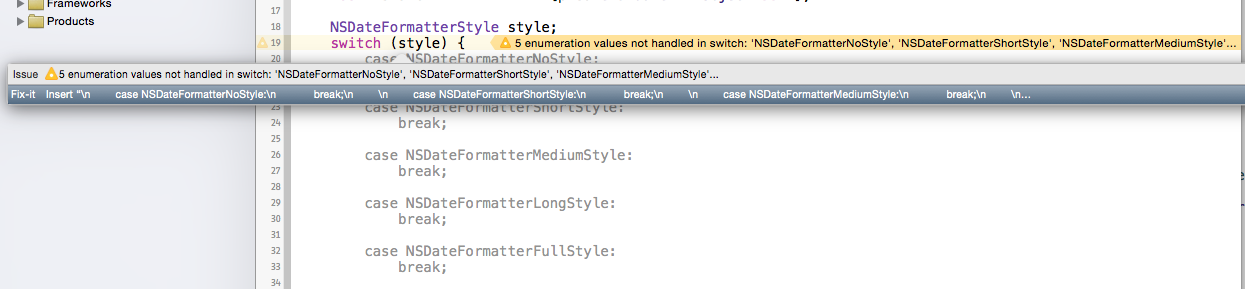 Frameworks
Products
17
18 NSDateFormatterStyle style;
19 switch (style) { 5 enumeration values not handled in switch: 'NSDateFormatterNoStyle', 'NSDateFormatterShortStyle', 'NSDateFormatterMediumStyle'...
20 case NSDateFormatterNoStyle:
Issue 5 enumeration values not handled in switch: 'NSDateFormatterNoStyle', 'NSDateFormatterShortStyle', 'NSDateFormatterMediumStyle'...
Fix-it Insert "\n case NSDateFormatterNoStyle:\n break;\n \n case NSDateFormatterShortStyle:\n break;\n \n case NSDateFormatterMediumStyle:\n break;\n \n...
23 case NSDateFormatterShortStyle:
24 break;
25
26 case NSDateFormatterMediumStyle:
27 break;
28
29 case NSDateFormatterLongStyle:
30 break;
31
32 case NSDateFormatterFullStyle:
33 break;
34